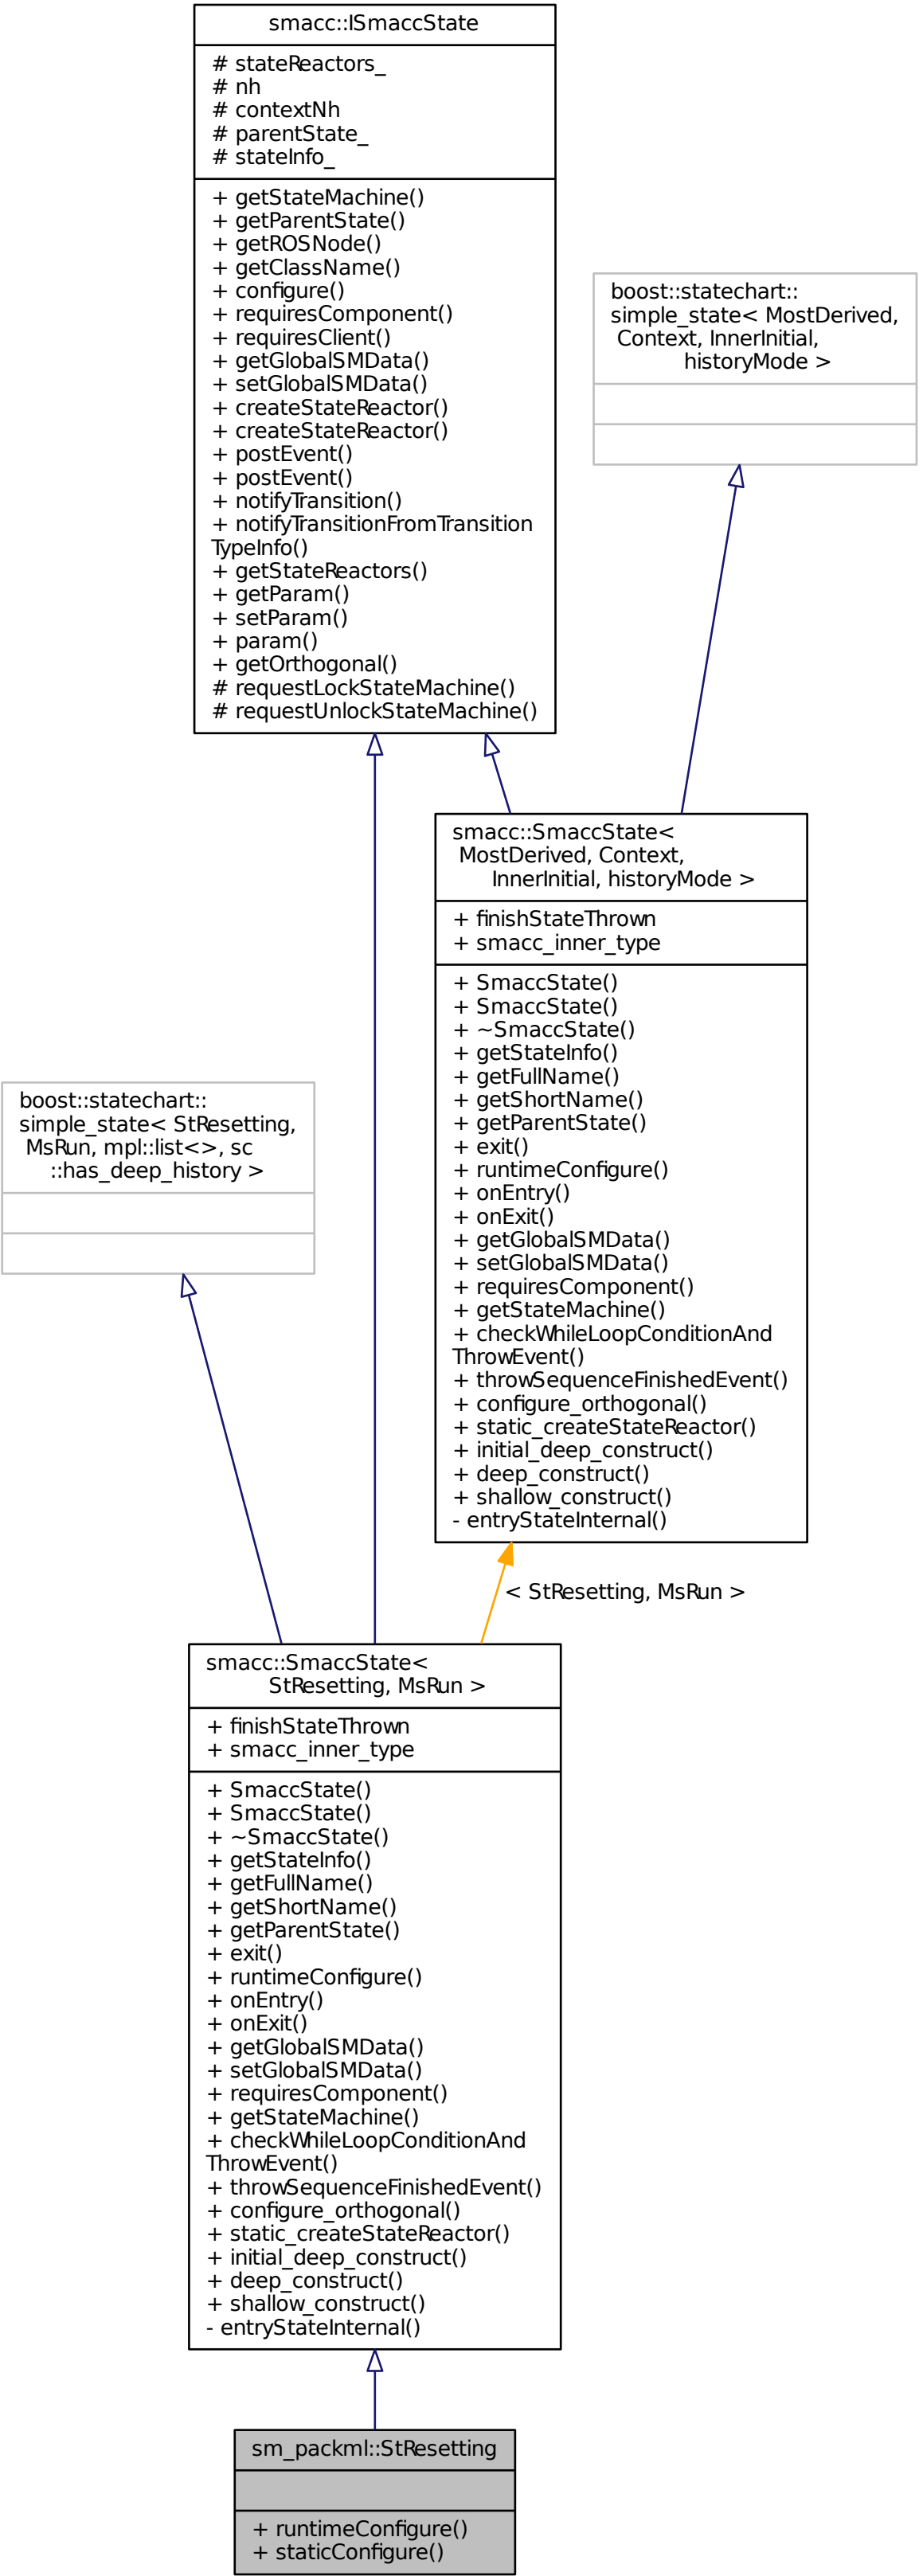 smacc::ISmaccState
# stateReactors_
# nh
# contextNh
# parentState_
# stateInfo_
+ getStateMachine()
+ getParentState()
+ getROSNode()
+ getClassName()
+ configure()
+ requiresComponent()
+ requiresClient()
+ getGlobalSMData()
+ setGlobalSMData()
+ createStateReactor()
+ createStateReactor()
+ postEvent()
+ postEvent()
+ notifyTransition()
+ notifyTransitionFromTransition
TypeInfo()
+ getStateReactors()
+ getParam()
+ setParam()
+ param()
+ getOrthogonal()
# requestLockStateMachine()
# requestUnlockStateMachine()
boost::statechart::
simple_state< MostDerived,
Context, InnerInitial,
historyMode >
smacc::SmaccState<
MostDerived, Context,
InnerInitial, historyMode >
+ finishStateThrown
+ smacc_inner_type
+ SmaccState()
+ SmaccState()
+ ~SmaccState()
+ getStateInfo()
+ getFullName()
+ getShortName()
+ getParentState()
+ exit()
+ runtimeConfigure()
+ onEntry()
+ onExit()
+ getGlobalSMData()
+ setGlobalSMData()
+ requiresComponent()
+ getStateMachine()
+ checkWhileLoopConditionAnd
ThrowEvent()
+ throwSequenceFinishedEvent()
+ configure_orthogonal()
+ static_createStateReactor()
+ initial_deep_construct()
+ deep_construct()
+ shallow_construct()
- entryStateInternal()
boost::statechart::
simple_state< StResetting,
MsRun, mpl::list<>, sc
::has_deep_history >
< StResetting, MsRun >
smacc::SmaccState<
StResetting, MsRun >
+ finishStateThrown
+ smacc_inner_type
+ SmaccState()
+ SmaccState()
+ ~SmaccState()
+ getStateInfo()
+ getFullName()
+ getShortName()
+ getParentState()
+ exit()
+ runtimeConfigure()
+ onEntry()
+ onExit()
+ getGlobalSMData()
+ setGlobalSMData()
+ requiresComponent()
+ getStateMachine()
+ checkWhileLoopConditionAnd
ThrowEvent()
+ throwSequenceFinishedEvent()
+ configure_orthogonal()
+ static_createStateReactor()
+ initial_deep_construct()
+ deep_construct()
+ shallow_construct()
- entryStateInternal()
sm_packml::StResetting
+ runtimeConfigure()
+ staticConfigure()